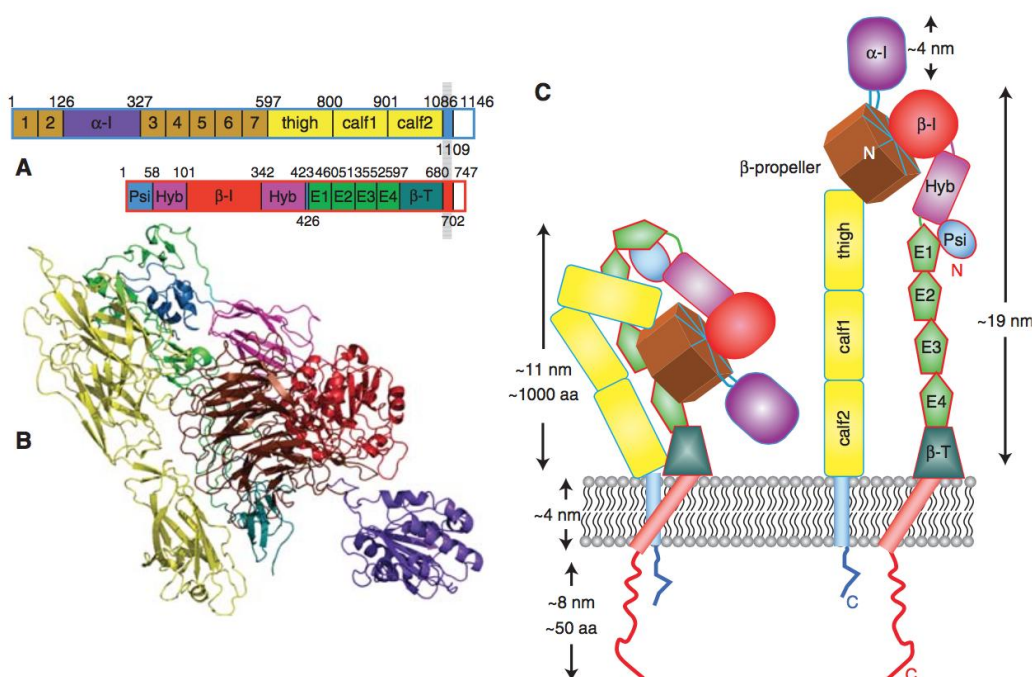 1 126 327 597 800 901 1086 1146
1 2 α-I 3 4 5 6 7 thigh calf1 calf2
1109
A
1 58 101 342 423 460 513 552 597 680 747
Psi Hyb β-I Hyb E1 E2 E3 E4 β-T
426 702
B
C
α-I
~4 nm
β-I
N
β-propeller
Hyb
Psi
N
thigh
E1
E2
calf1
E3
~19 nm
E4
calf2
β-T
~11 nm
~1000 aa
~4 nm
~8 nm
~50 aa
C
C